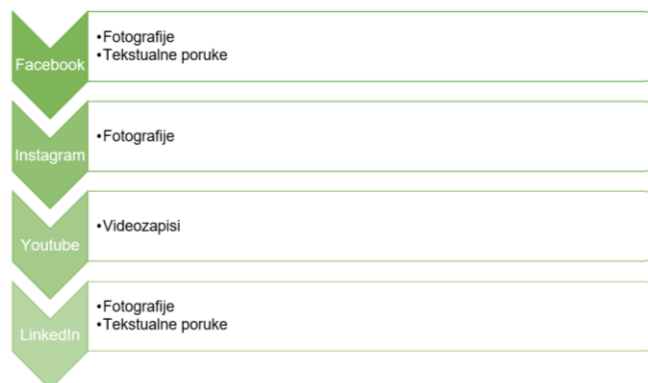 Facebook
•Fotografije
•Tekstualne poruke
Instagram
•Fotografije
Youtube
•Videozapisi
LinkedIn
•Fotografije
•Tekstualne poruke